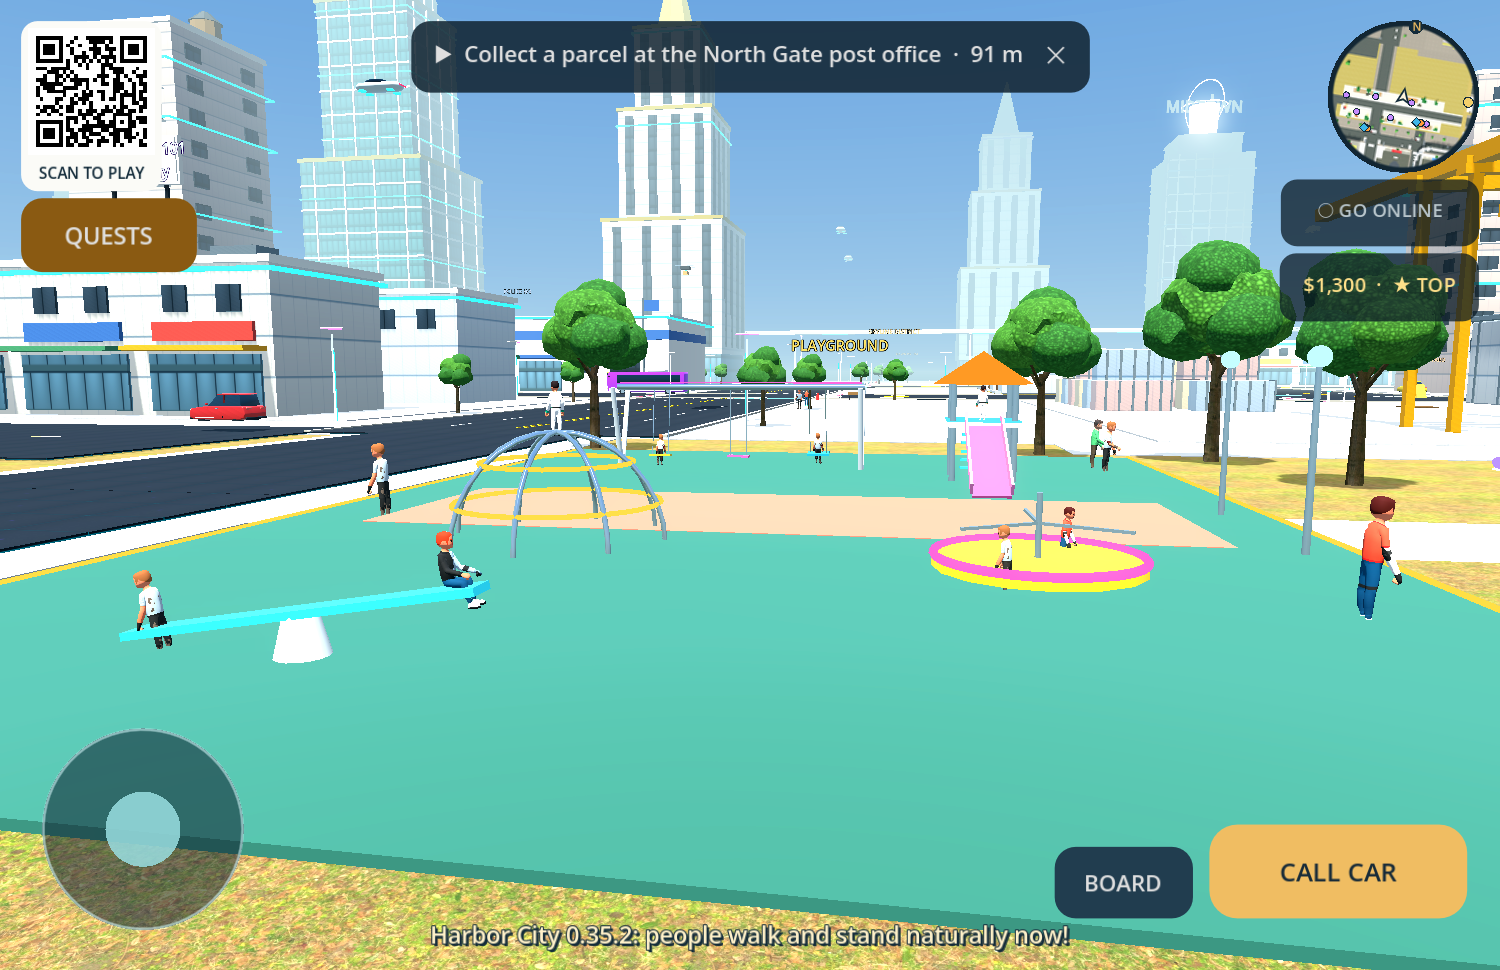 ▶ Collect a parcel at the North Gate post office · 91 m ×
N
SCAN TO PLAY
QUESTS
GO ONLINE
$1,300 · ★ TOP
PLAYGROUND
BOARD
CALL CAR
Harbor City 0.35.2: people walk and stand naturally now!